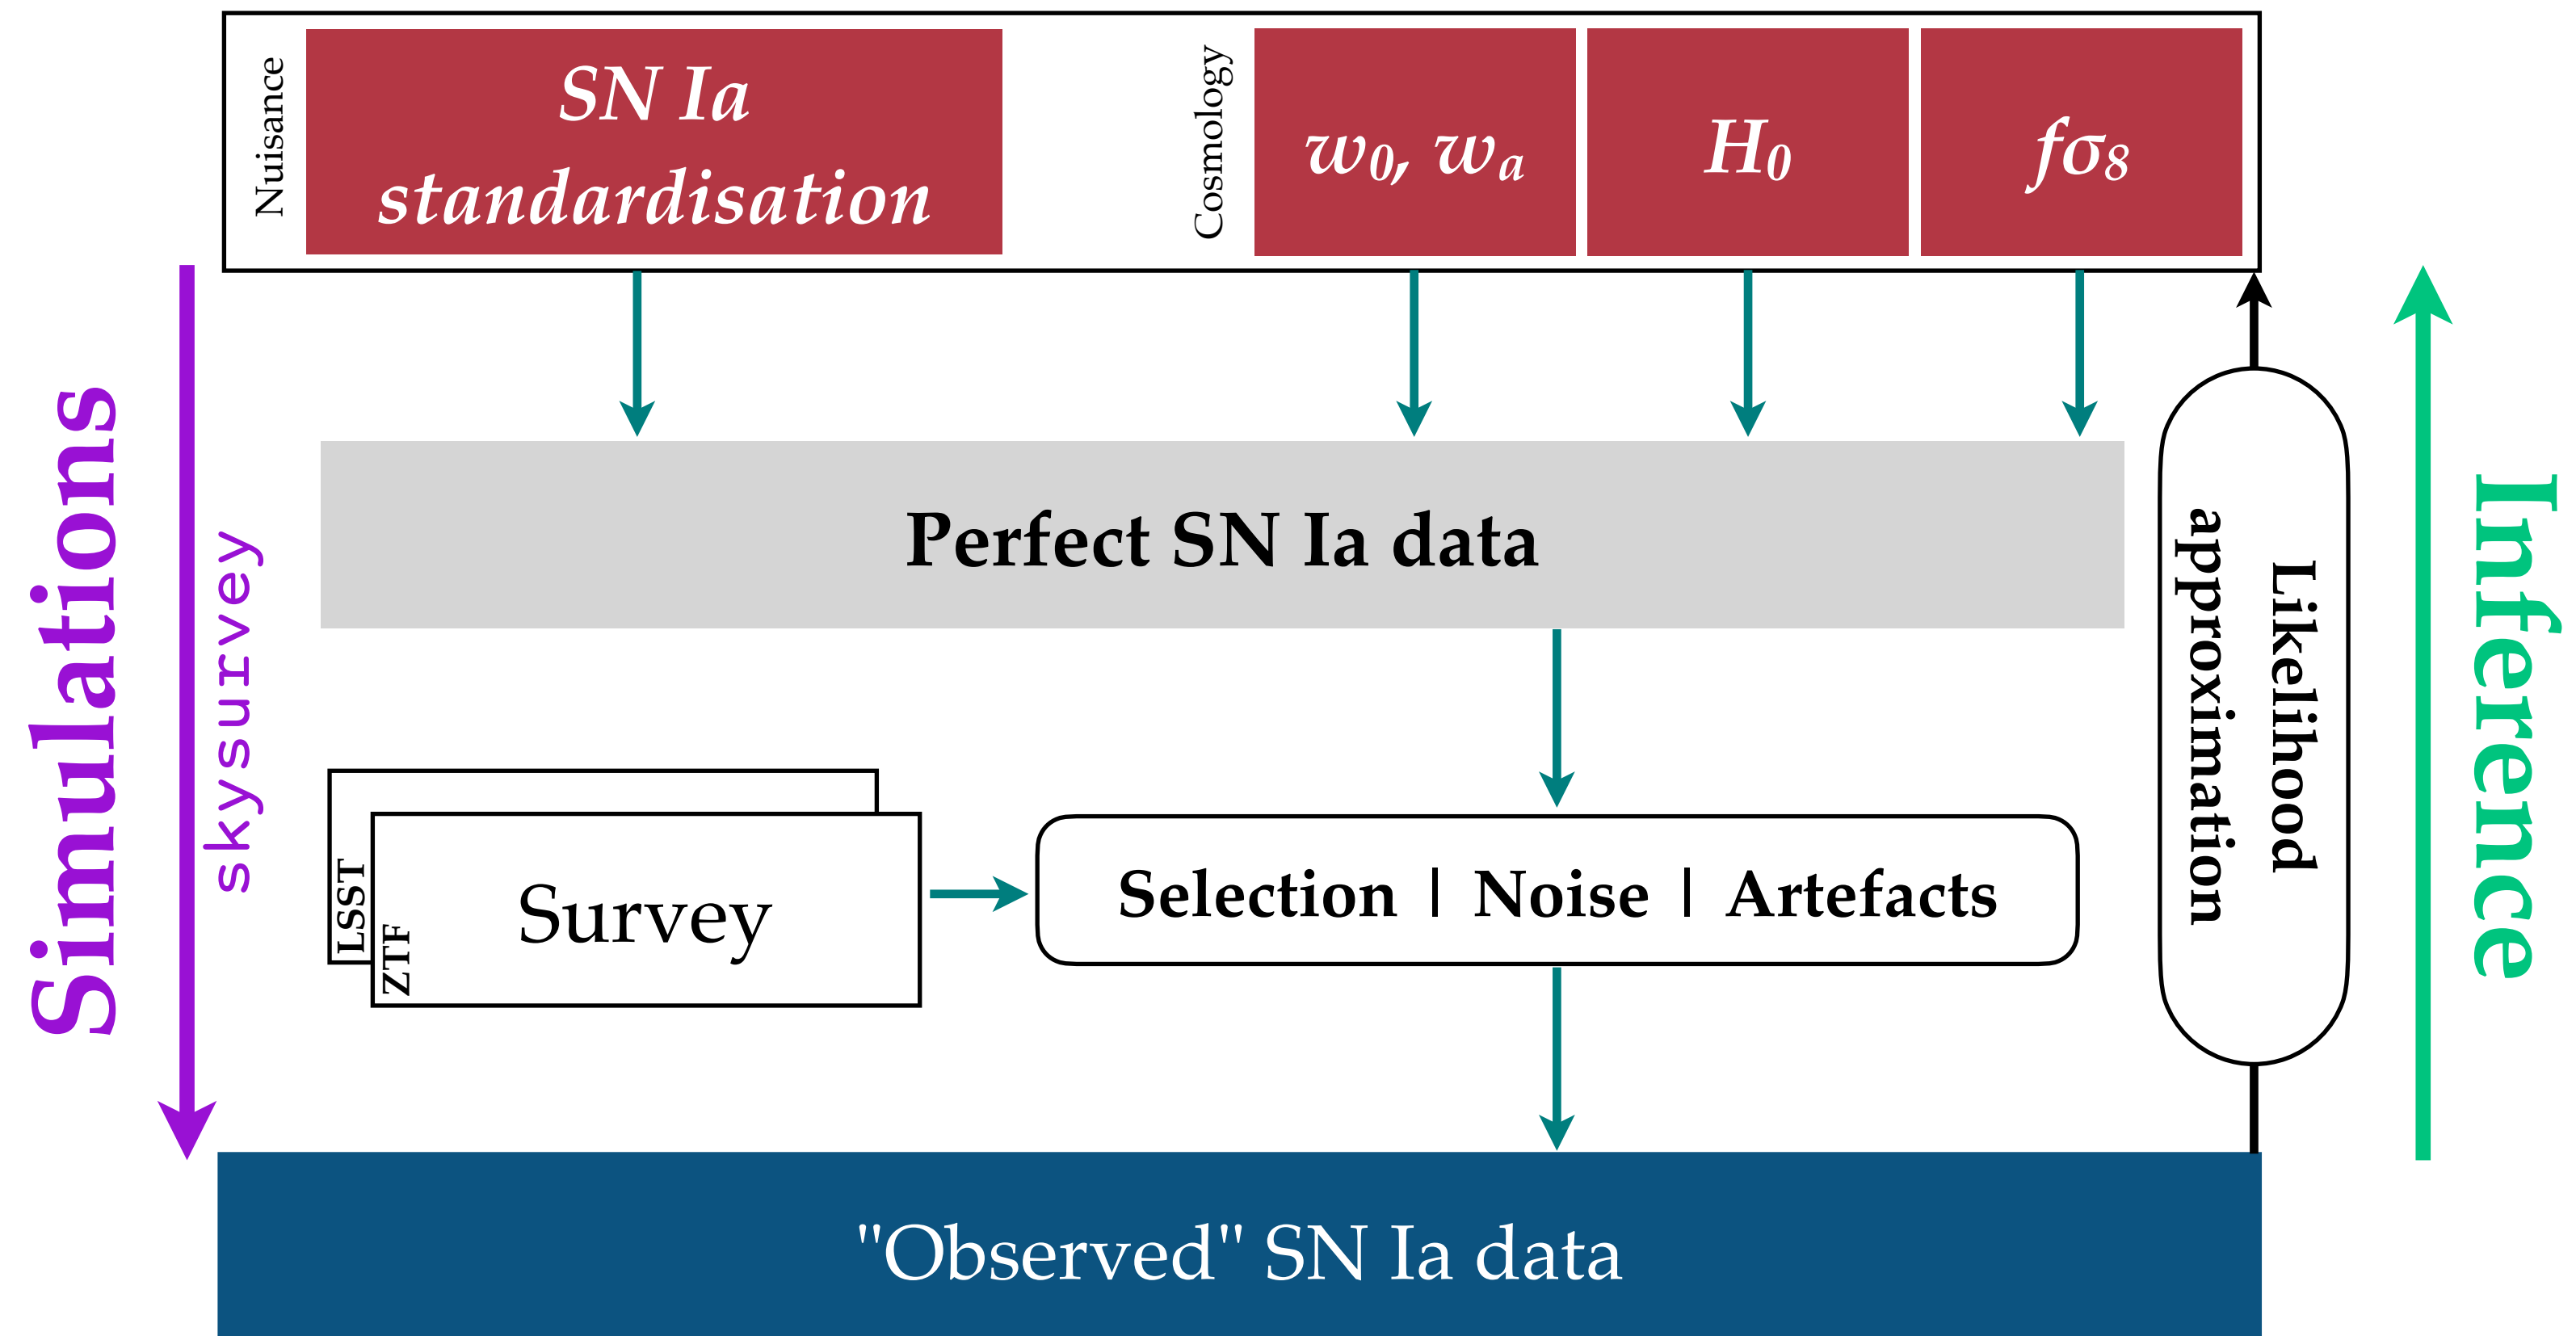 Nuisance
SN Ia
standardisation
Cosmology
w₀, wₐ
H₀
fσ₈
Simulations
skysurvey
Perfect SN Ia data
Likelihood
approximation
Inference
LSST
ZTF
Survey
Selection | Noise | Artefacts
"Observed" SN Ia data